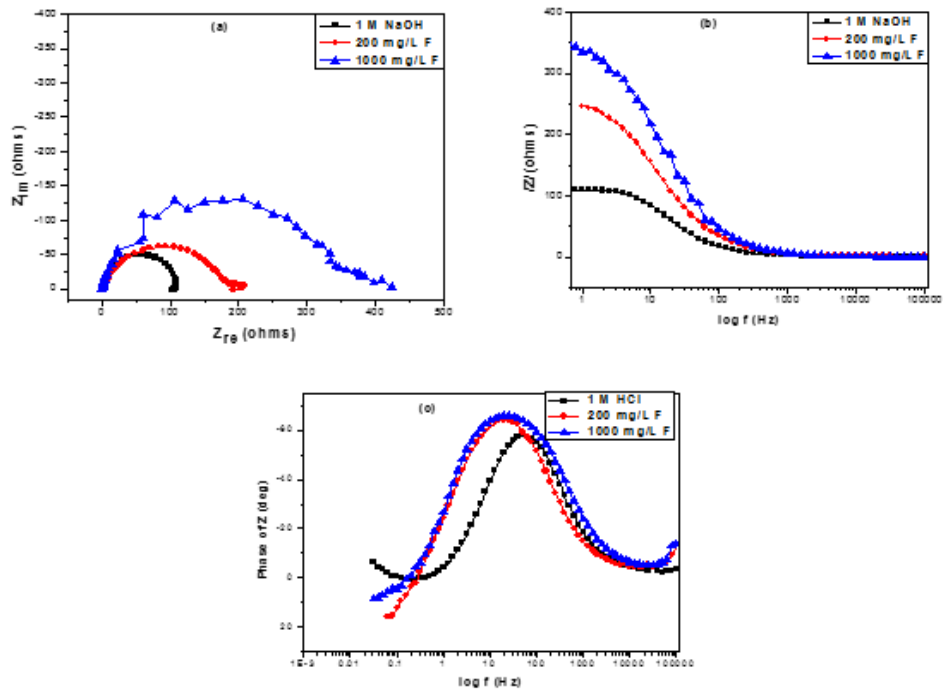 (a)
1 M NaOH
200 mg/L F
1000 mg/L F
-400
-350
-300
-250
-200
-150
-100
-50
0
0
100
200
300
400
500
Z_im (ohms)
Z_re (ohms)
(b)
1 M NaOH
200 mg/L F
1000 mg/L F
400
300
200
100
0
1
10
100
1000
10000
100000
/Z/ (ohms)
log f (Hz)
(c)
1 M HCl
200 mg/L F
1000 mg/L F
0
1E-3
0.01
0.1
1
10
100
1000
10000
100000
Phase of Z (deg)
log f (Hz)